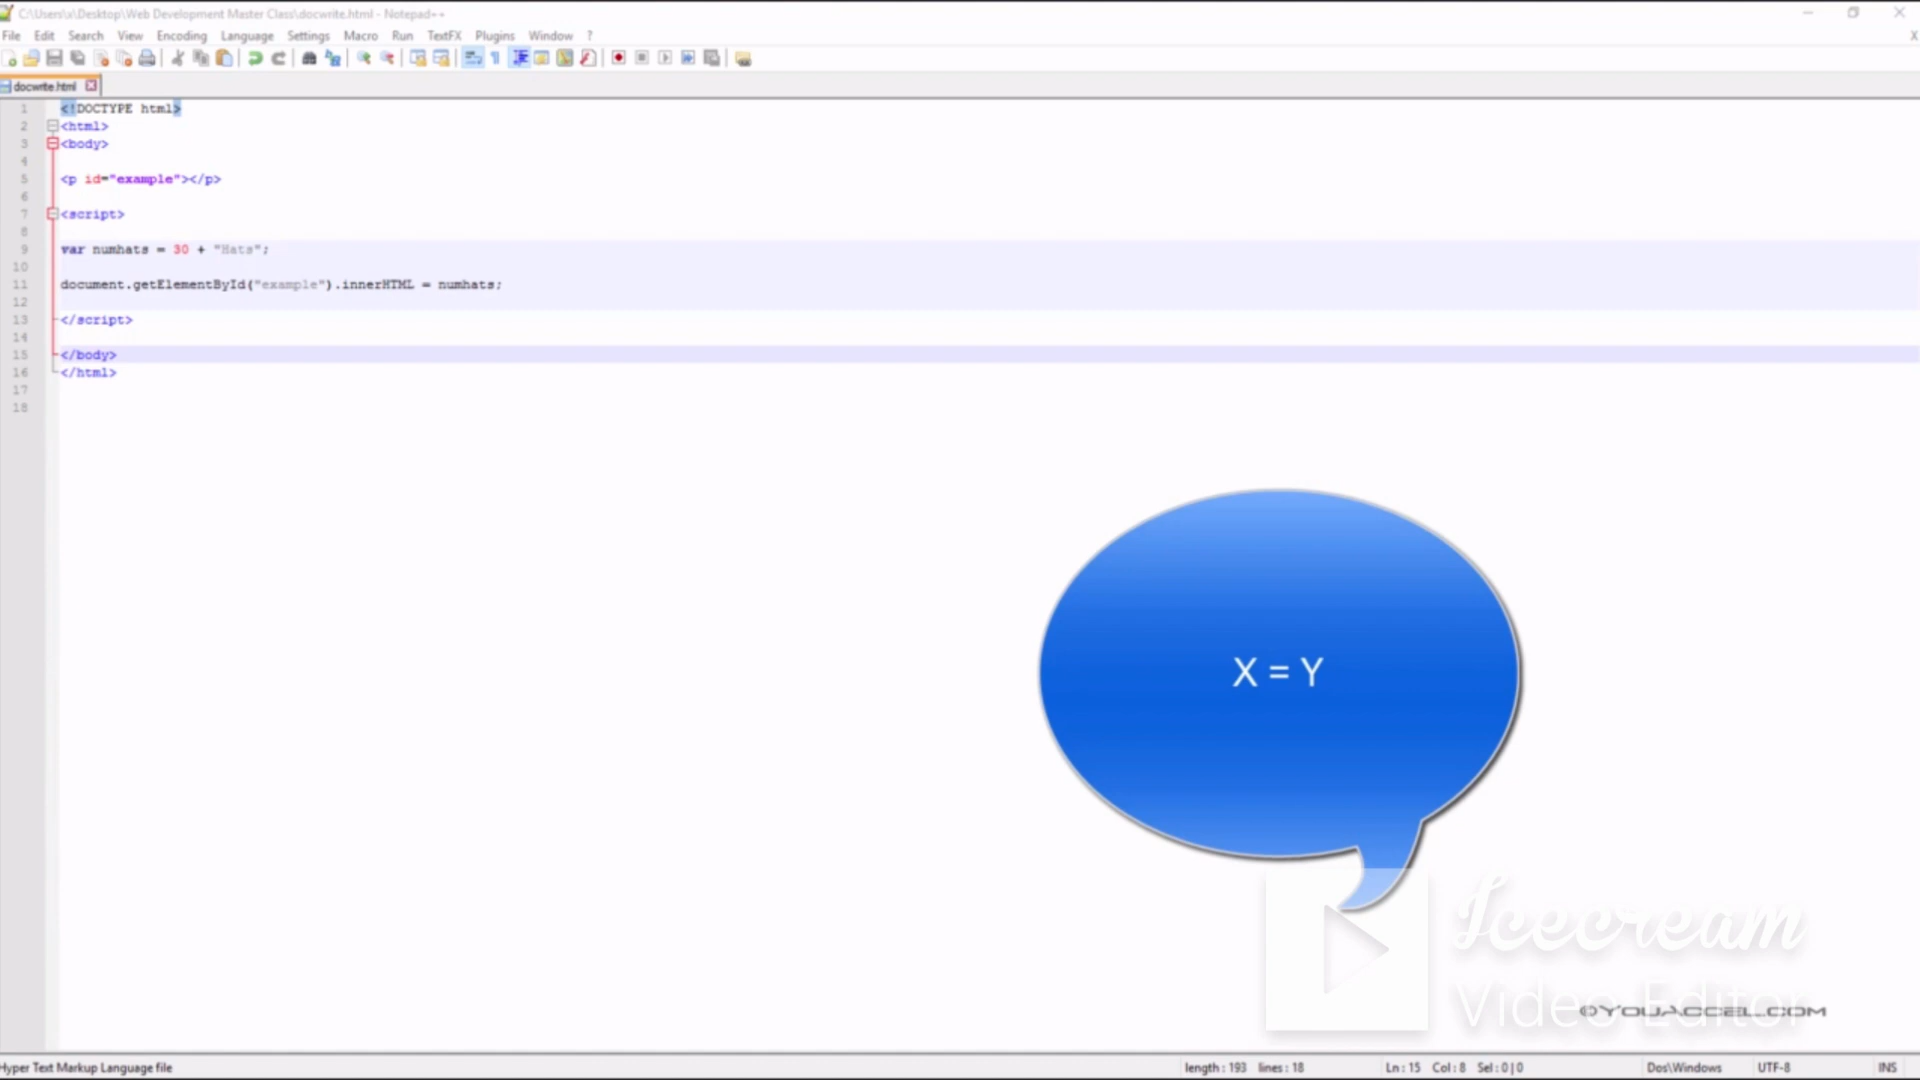 C:\Users\x\Desktop\Web Development Master Class\docwrite.html - Notepad++
File Edit Search View Encoding Language Settings Macro Run TextFX Plugins Window ?
X
docwrite.html
1 <!DOCTYPE html>
2 <html>
3 <body>
4
5 <p id="example"></p>
6
7 <script>
8
9 var numhats = 30 + "Hats";
10
11 document.getElementById("example").innerHTML = numhats;
12
13 </script>
14
15 </body>
16 </html>
17
18
X = Y
Icecream
Video Editor
©YOUACCEL.COM
Hyper Text Markup Language file length : 193 lines : 18 Ln : 15 Col : 8 Sel : 0 | 0 Dos\Windows UTF-8 INS